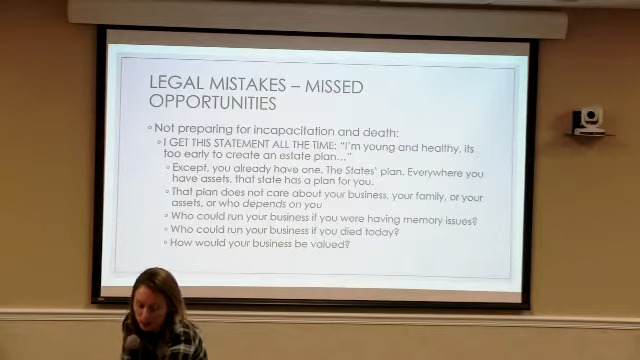 LEGAL MISTAKES – MISSED
OPPORTUNITIES
Not preparing for incapacitation and death:
I GET THIS STATEMENT ALL THE TIME: "I'm young and healthy, its
too early to create an estate plan…"
Except, you already have one. The States' plan. Everywhere you
have assets, that state has a plan for you.
That plan does not care about your business, your family, or your
assets, or who depends on you
Who could run your business if you were having memory issues?
Who could run your business if you died today?
How would your business be valued?